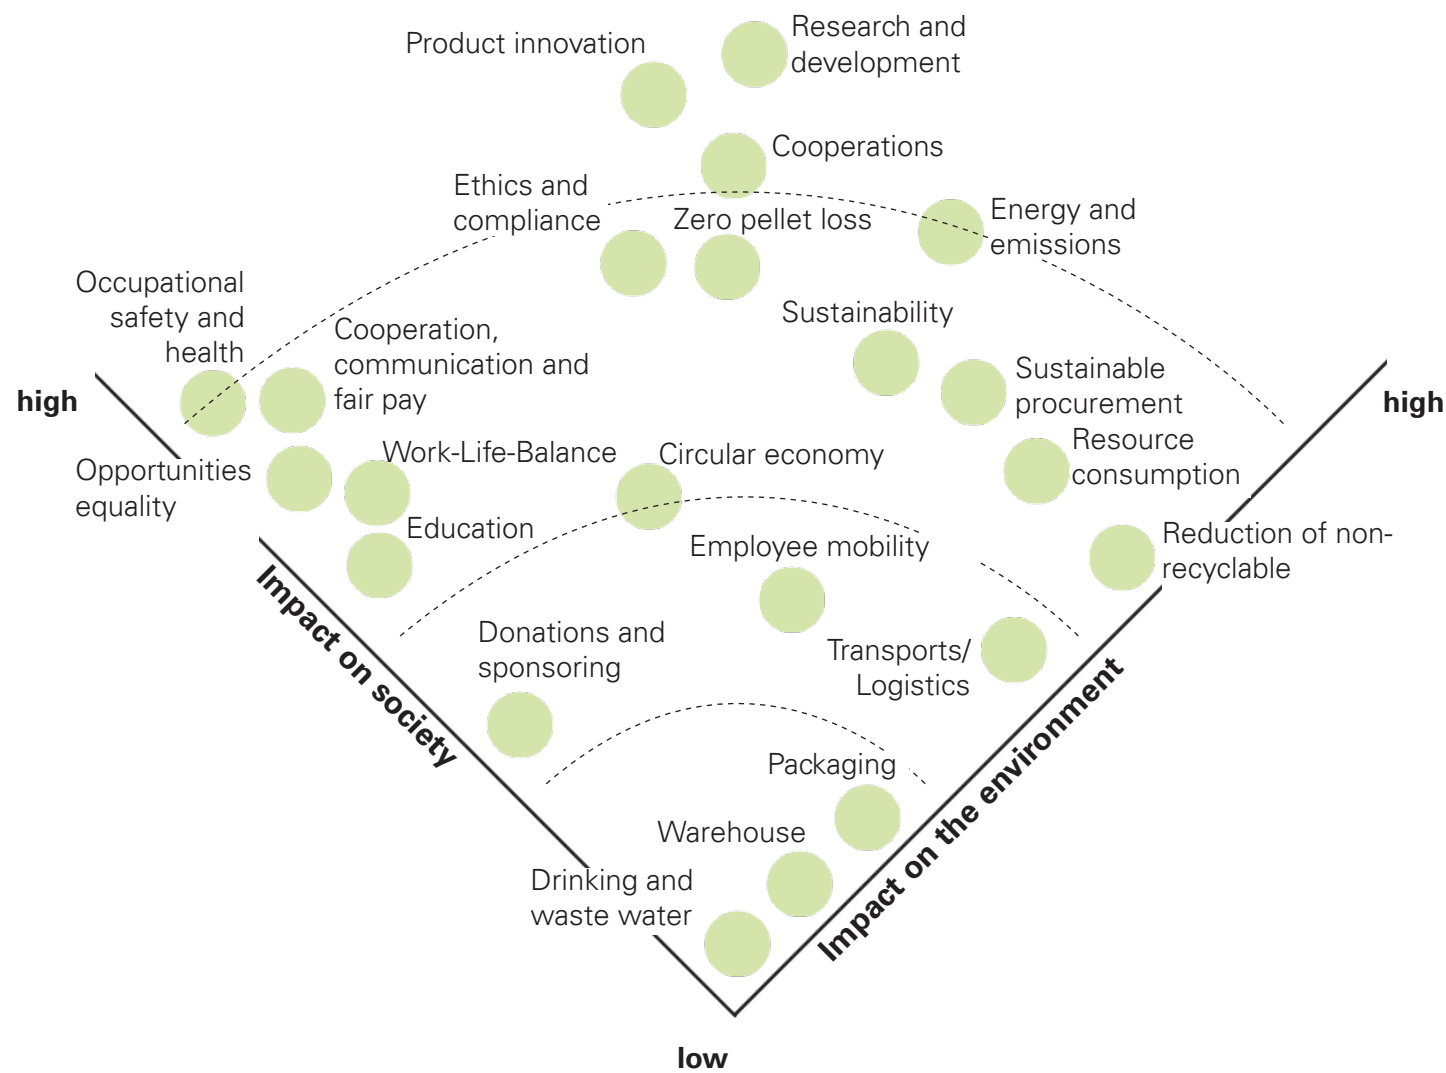 Research and
development
Product innovation
Cooperations
Ethics and
compliance
Zero pellet loss
Energy and
emissions
Occupational
safety and
health
Cooperation,
communication and
fair pay
Sustainability
Sustainable
procurement
high
high
Resource
consumption
Work-Life-Balance
Circular economy
Opportunities
equality
Education
Employee mobility
Reduction of non-
recyclable
Impact on society
Donations and
sponsoring
Transports/
Logistics
Impact on the environment
Packaging
Warehouse
Drinking and
waste water
low